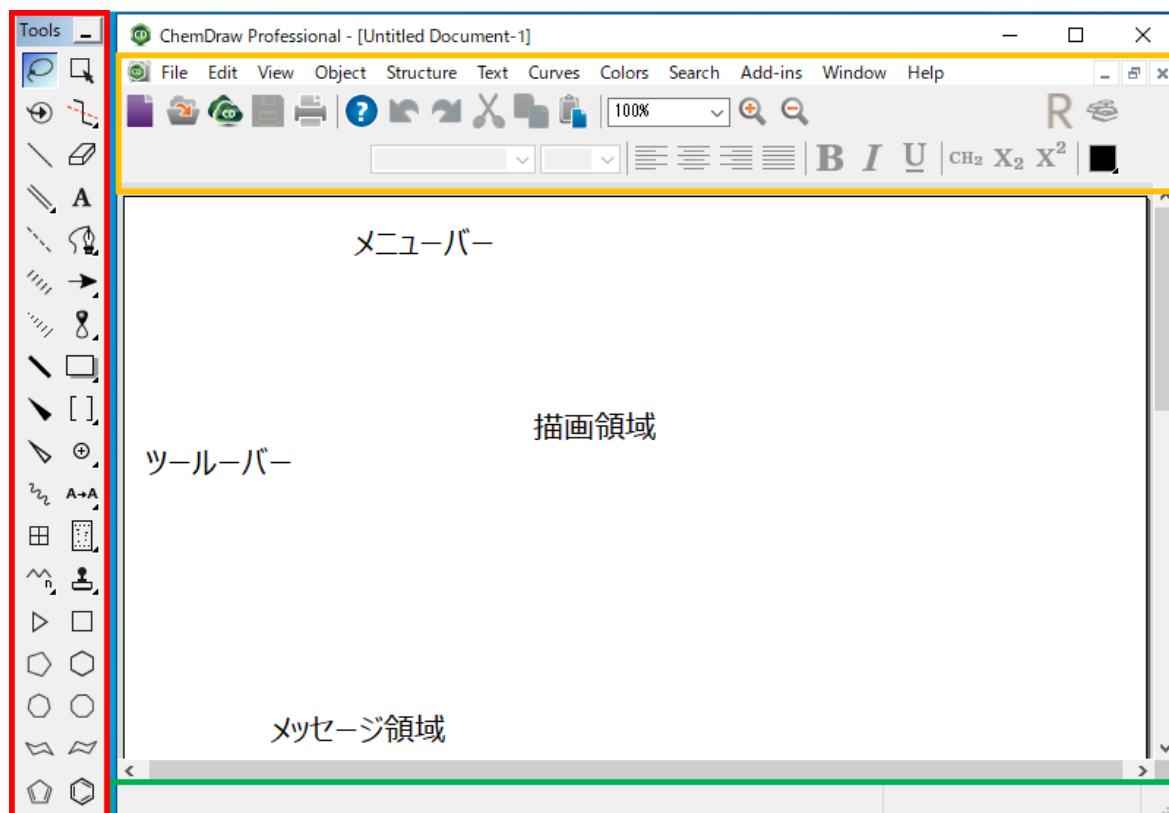 Tools
ChemDraw Professional - [Untitled Document-1]
File Edit View Object Structure Text Curves Colors Search Add-ins Window Help
100%
R
B I U CH₂ X₂ X²
A
メニューバー
描画領域
ツールーバー
A→A
n
メッセージ領域